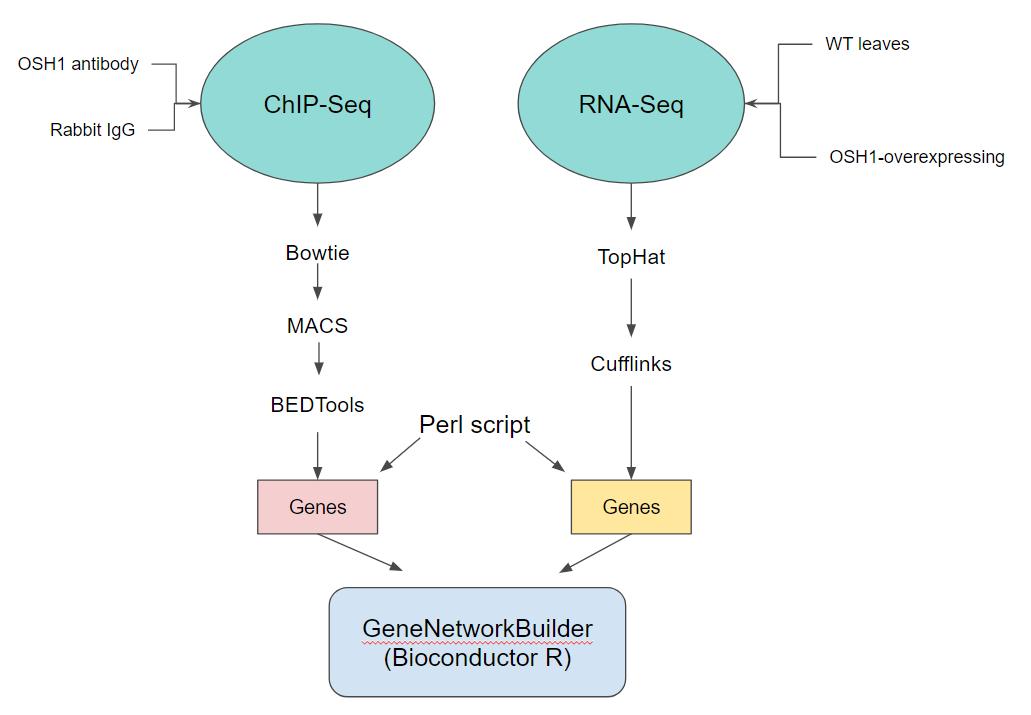 OSH1 antibody
Rabbit IgG
ChIP-Seq
RNA-Seq
WT leaves
OSH1-overexpressing
Bowtie
MACS
BEDTools
TopHat
Cufflinks
Perl script
Genes
Genes
GeneNetworkBuilder
(Bioconductor R)